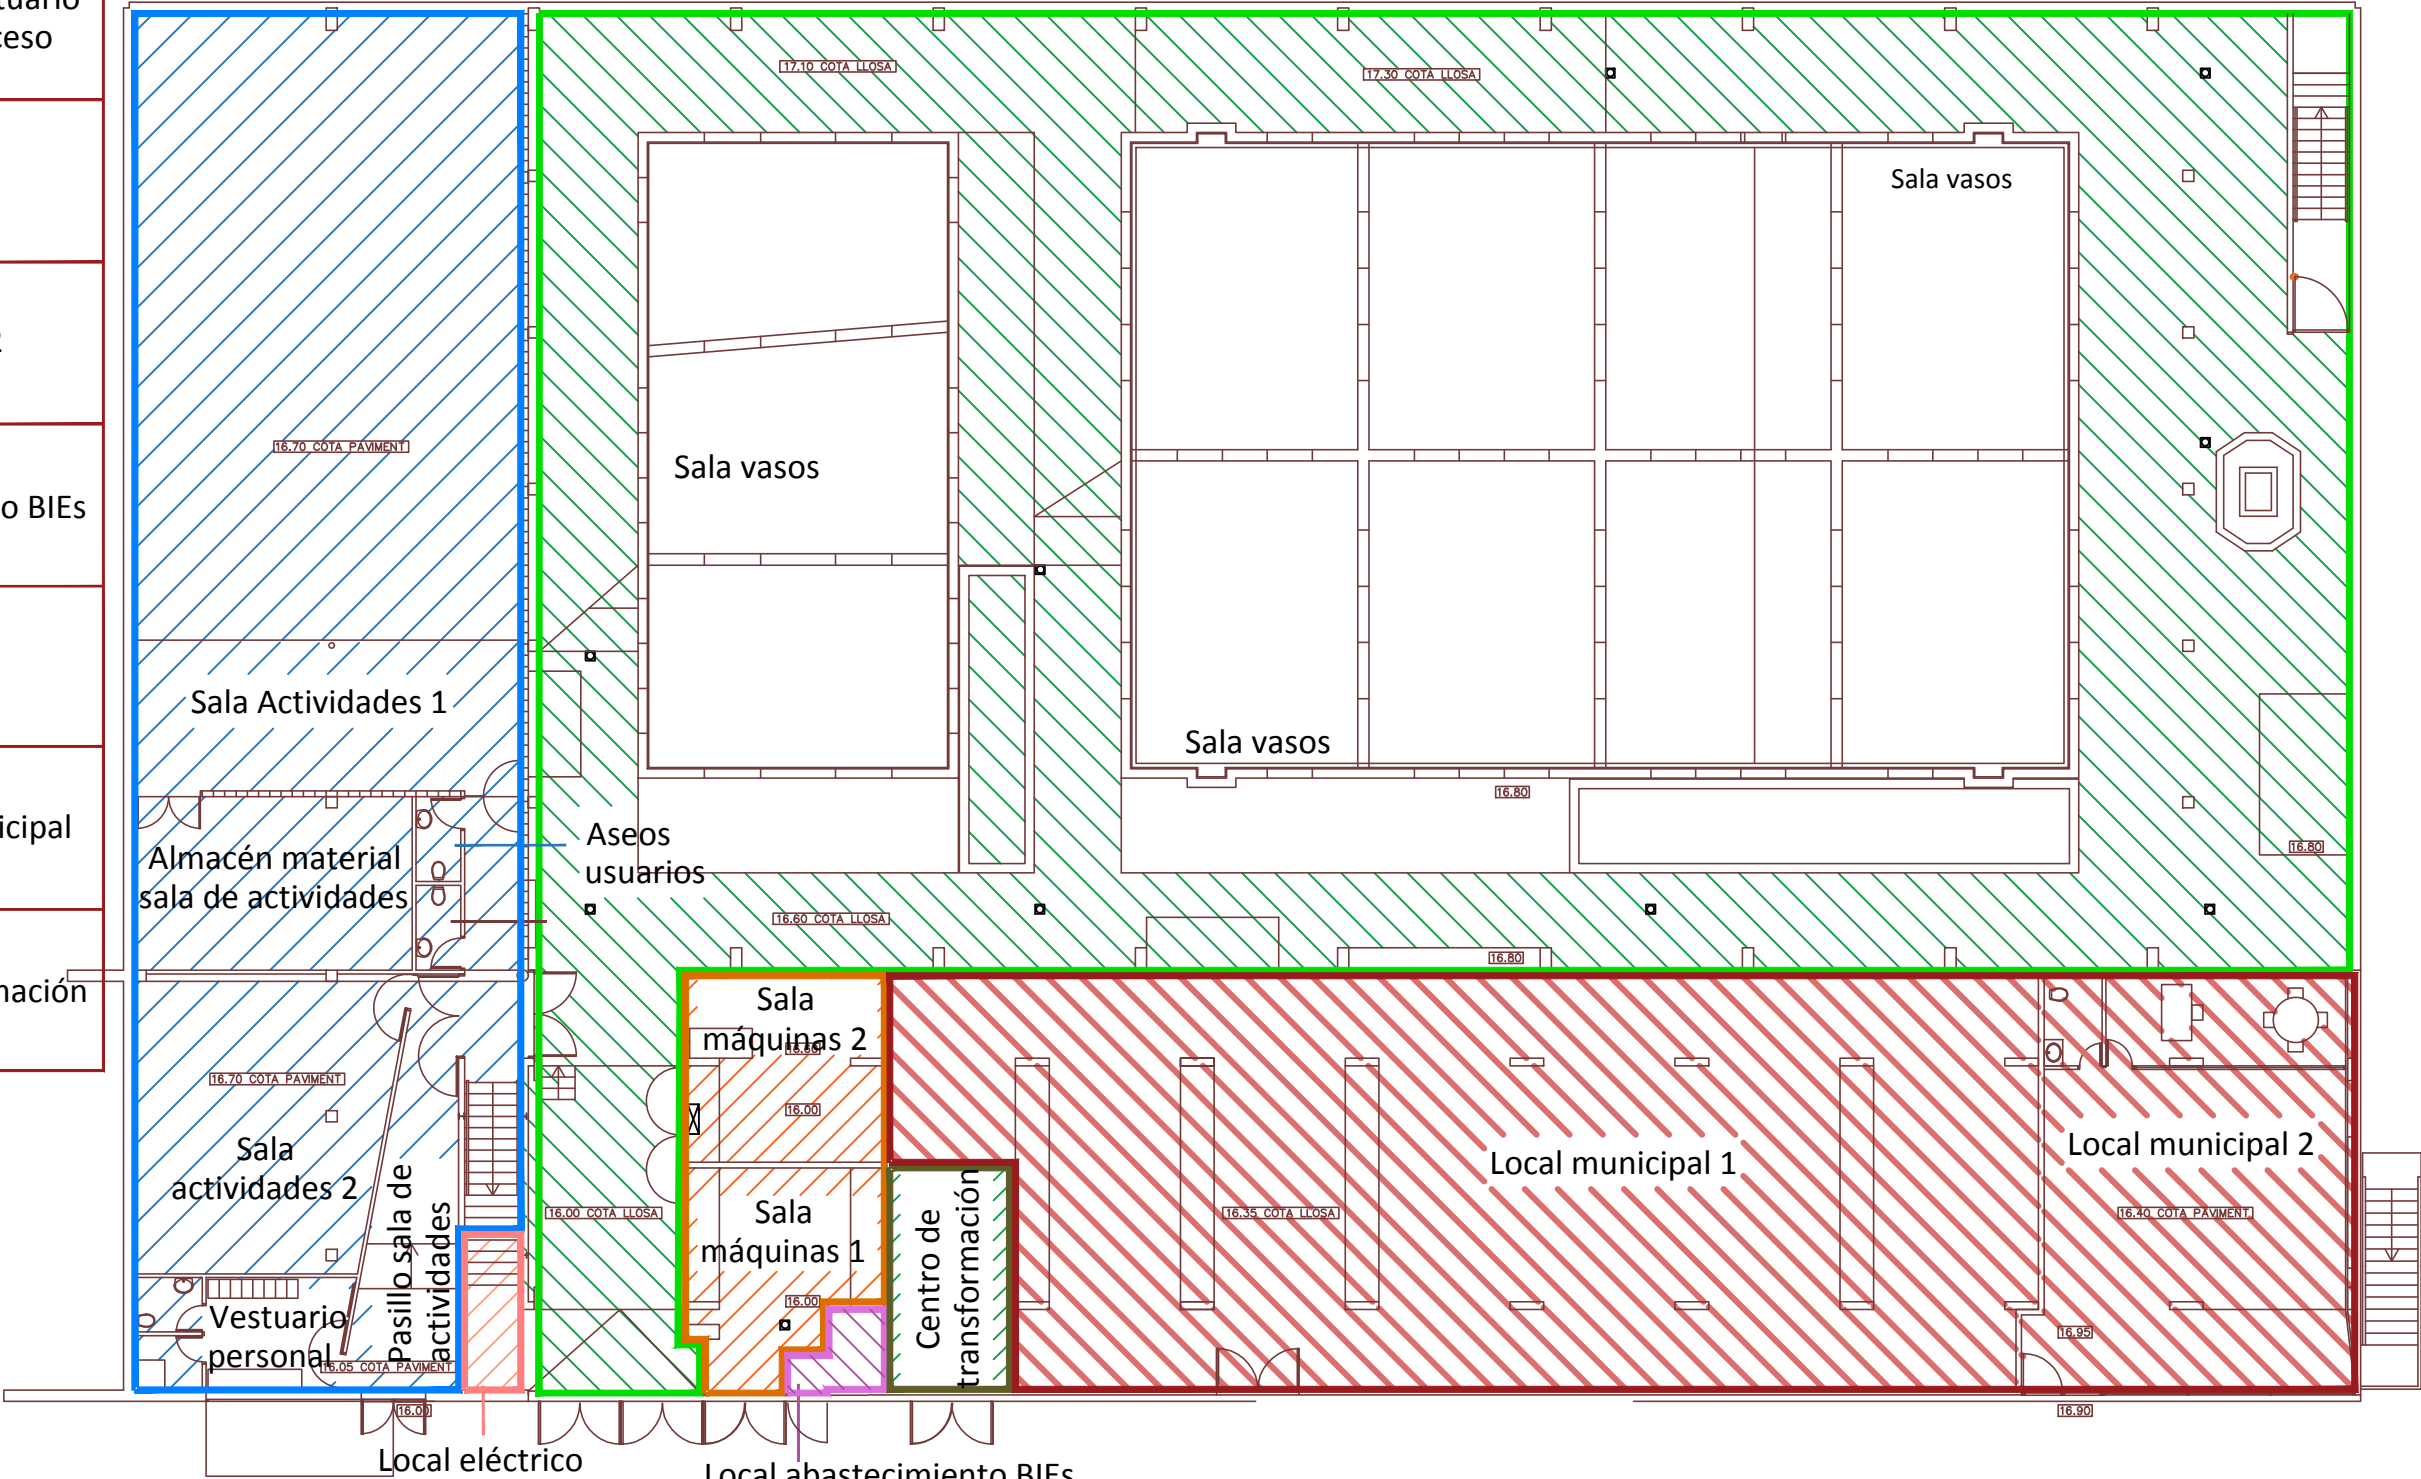 17.10 COTA LLOSA
17.30 COTA LLOSA
Sala vasos
16.70 COTA PAVIMENT
Sala vasos
o BIEs
Sala Actividades 1
Sala vasos
16.80
Aseos
usuarios
16.80
Almacén material
sala de actividades
16.60 COTA LLOSA
16.80
Sala
máquinas 2
16.70 COTA PAVIMENT
16.00
Sala
actividades 2
Pasillo sala de
actividades
Local municipal 1
Local municipal 2
16.00 COTA LLOSA
Sala
máquinas 1
Centro de
transformación
16.35 COTA LLOSA
16.40 COTA PAVIMENT
16.00
Vestuario
personal
16.05 COTA PAVIMENT
16.95
16.00
16.90
Local eléctrico
Local abastecimiento BIEs